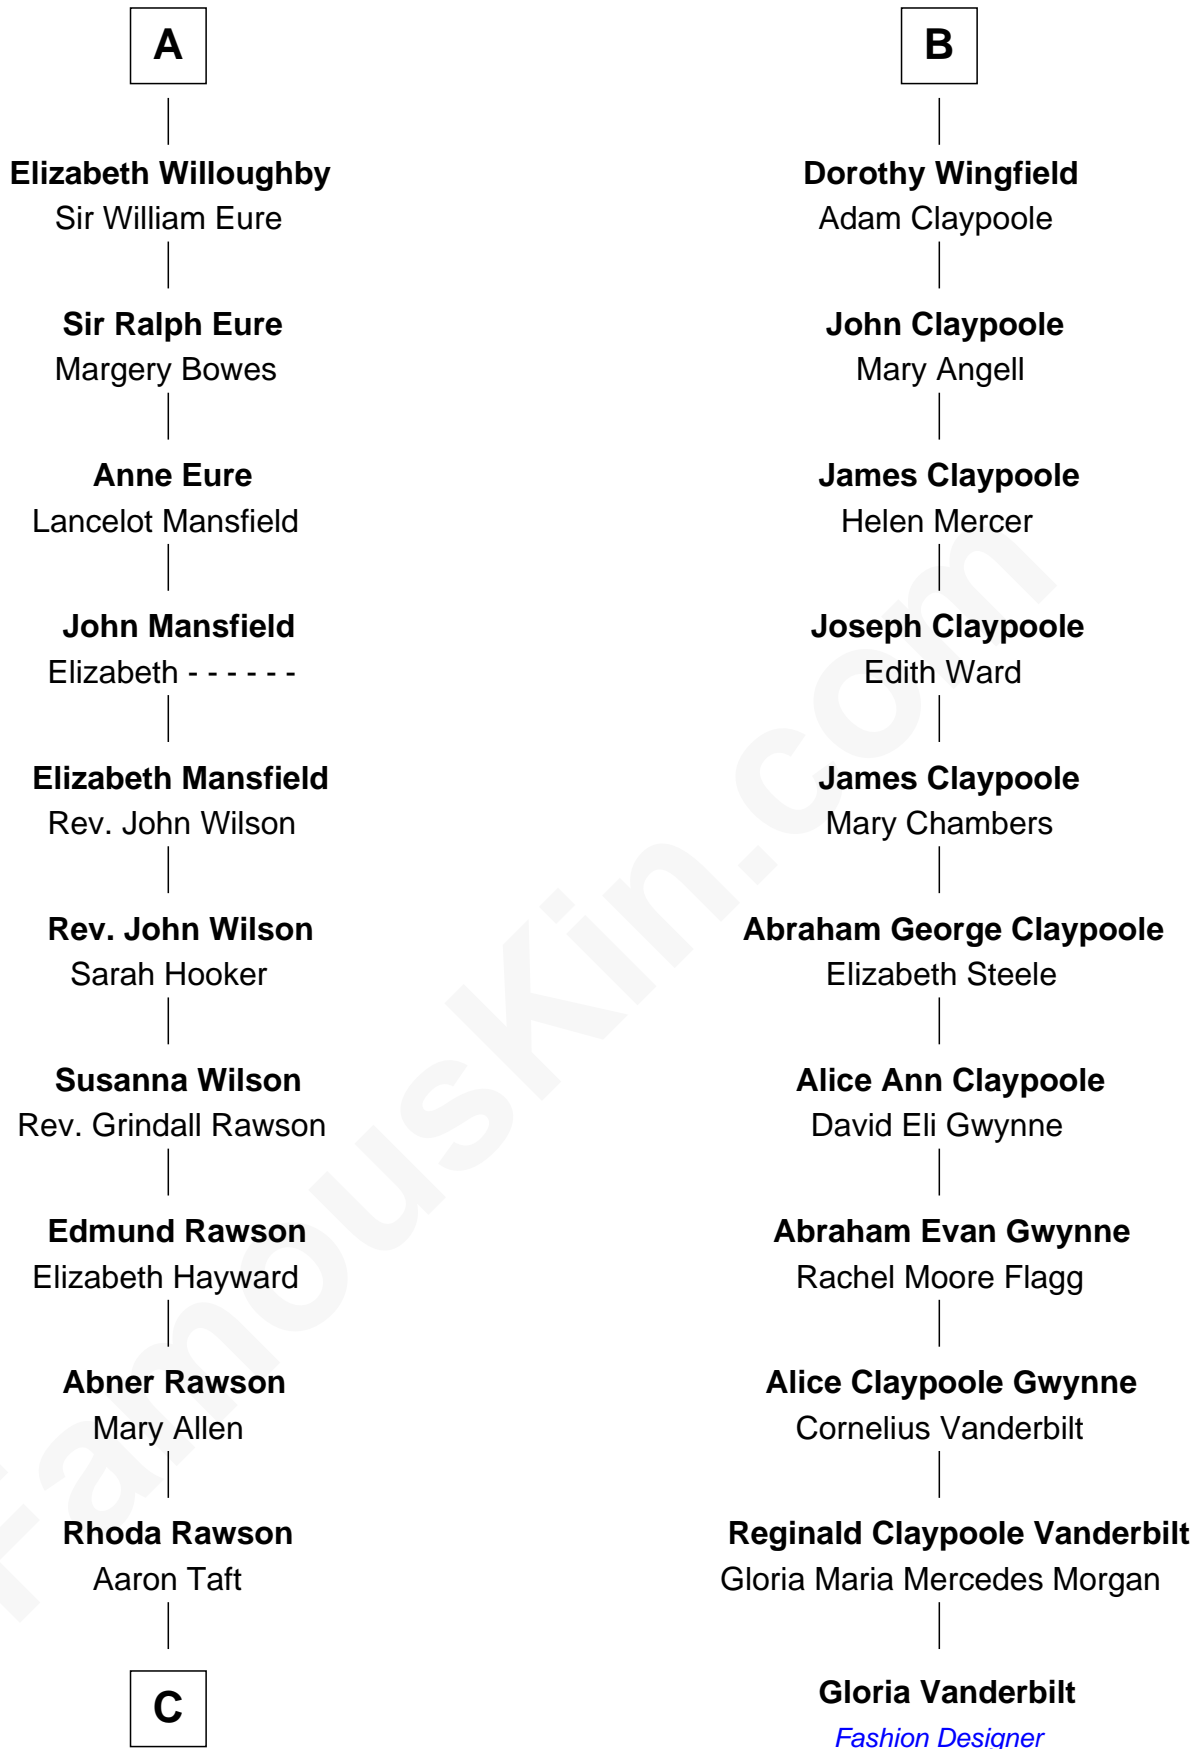 A
Elizabeth Willoughby
Sir William Eure
Sir Ralph Eure
Margery Bowes
Anne Eure
Lancelot Mansfield
John Mansfield
Elizabeth - - - - - -
Elizabeth Mansfield
Rev. John Wilson
Rev. John Wilson
Sarah Hooker
Susanna Wilson
Rev. Grindall Rawson
Edmund Rawson
Elizabeth Hayward
Abner Rawson
Mary Allen
Rhoda Rawson
Aaron Taft
C
B
Dorothy Wingfield
Adam Claypoole
John Claypoole
Mary Angell
James Claypoole
Helen Mercer
Joseph Claypoole
Edith Ward
James Claypoole
Mary Chambers
Abraham George Claypoole
Elizabeth Steele
Alice Ann Claypoole
David Eli Gwynne
Abraham Evan Gwynne
Rachel Moore Flagg
Alice Claypoole Gwynne
Cornelius Vanderbilt
Reginald Claypoole Vanderbilt
Gloria Maria Mercedes Morgan
Gloria Vanderbilt
Fashion Designer
FamousKin.com